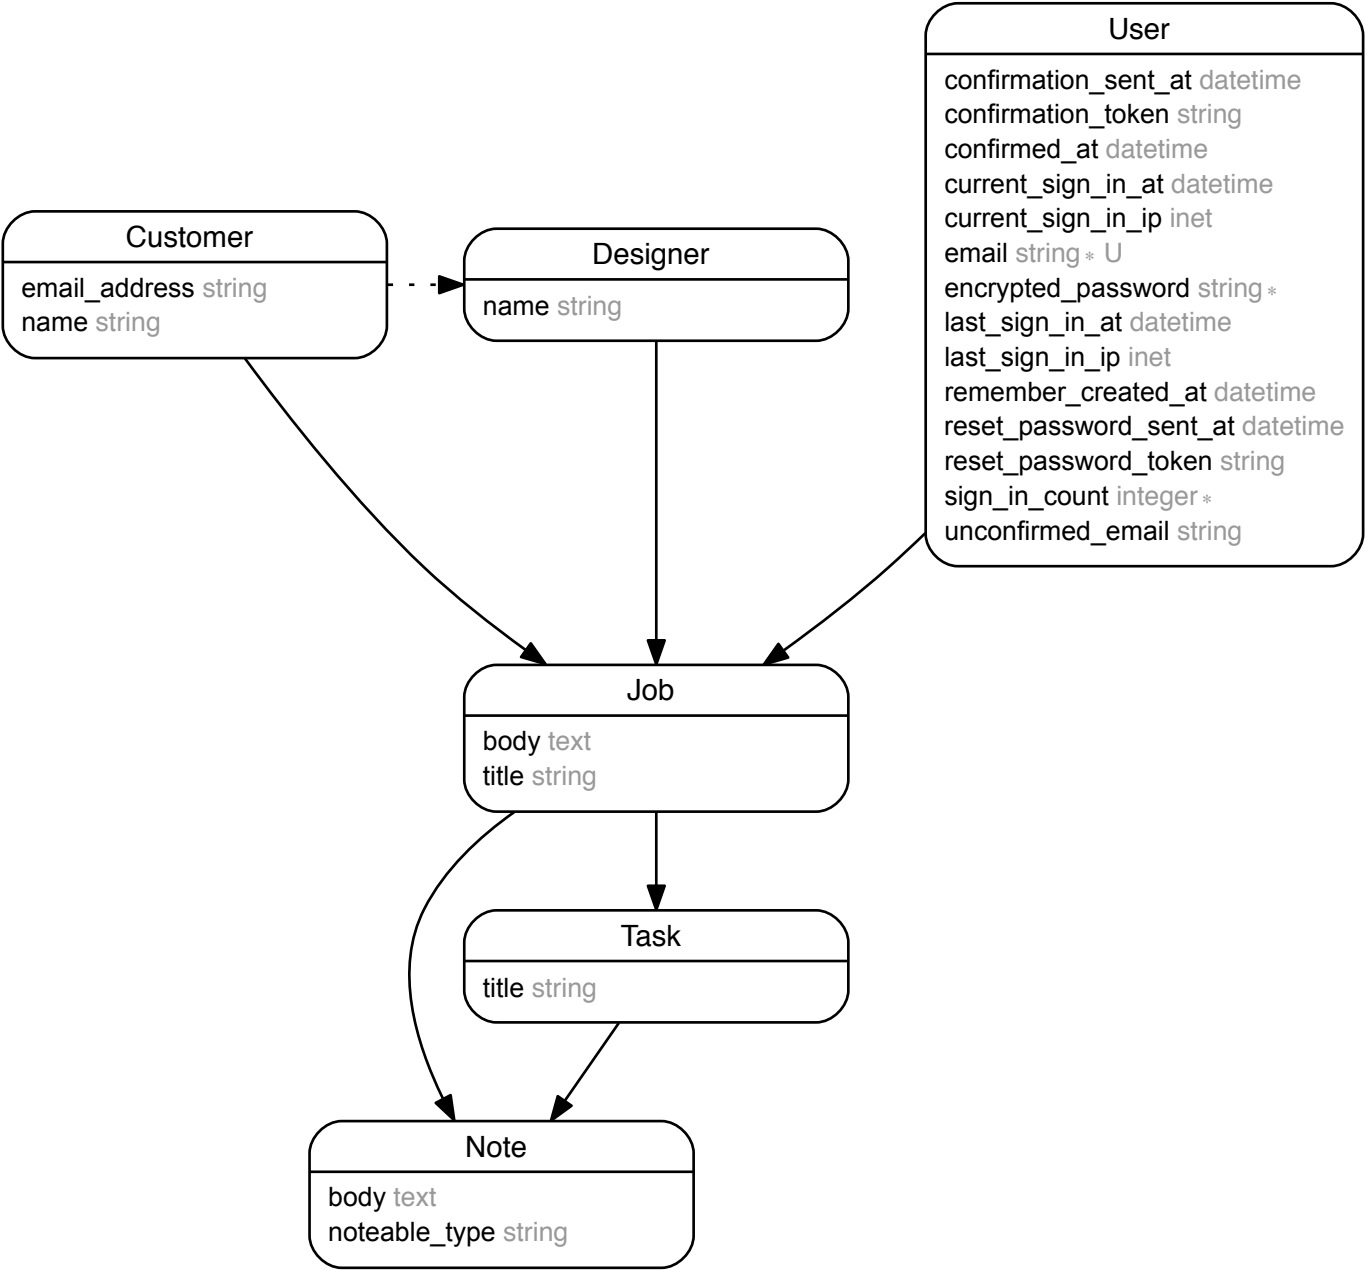 User
confirmation_sent_at datetime
confirmation_token string
confirmed_at datetime
current_sign_in_at datetime
current_sign_in_ip inet
email string* U
encrypted_password string*
last_sign_in_at datetime
last_sign_in_ip inet
remember_created_at datetime
reset_password_sent_at datetime
reset_password_token string
sign_in_count integer*
unconfirmed_email string
Customer
email_address string
name string
Designer
name string
Job
body text
title string
Task
title string
Note
body text
noteable_type string